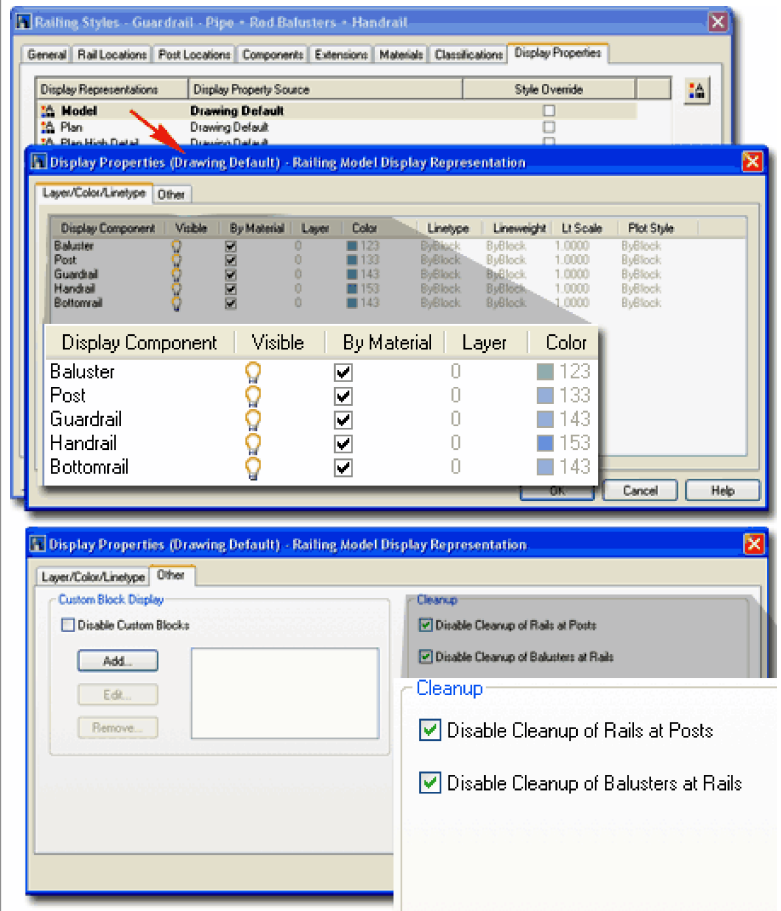 Railing Styles - Guardrail - Pipe + Rod Balusters + Handrail
General Rail Locations Post Locations Components Extensions Materials Classifications Display Properties
Display Representations Display Property Source Style Override
Model Drawing Default
Plan Drawing Default
Plan High Detail Drawing Default
Display Properties (Drawing Default) - Railing Model Display Representation
Layer/Color/Linetype Other
Display Component Visible By Material Layer Color Linetype Lineweight Lt Scale Plot Style
Baluster 0 123 ByBlock ByBlock 1.0000 ByBlock
Post 0 133 ByBlock ByBlock 1.0000 ByBlock
Guardrail 0 143 ByBlock ByBlock 1.0000 ByBlock
Handrail 0 153 ByBlock ByBlock 1.0000 ByBlock
Bottomrail 0 143 ByBlock ByBlock 1.0000 ByBlock
Display Component Visible By Material Layer Color
Baluster 0 123
Post 0 133
Guardrail 0 143
Handrail 0 153
Bottomrail 0 143
OK Cancel Help
Display Properties (Drawing Default) - Railing Model Display Representation
Layer/Color/Linetype Other
Custom Block Display
Disable Custom Blocks
Add...
Edit...
Remove...
Cleanup
Disable Cleanup of Rails at Posts
Disable Cleanup of Balusters at Rails
Cleanup
Disable Cleanup of Rails at Posts
Disable Cleanup of Balusters at Rails